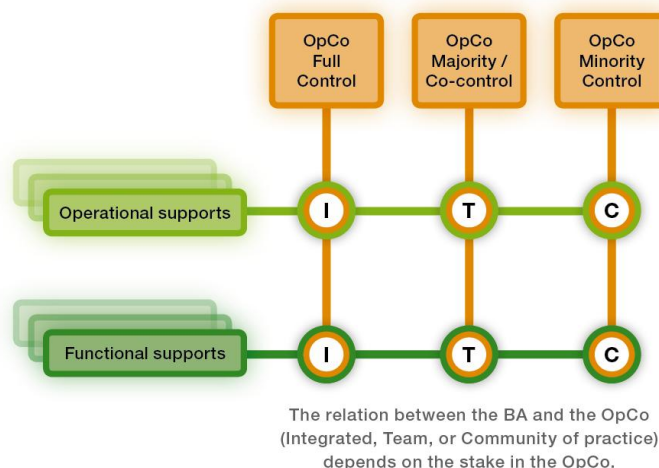 OpCo
Full
Control
OpCo
Majority /
Co-control
OpCo
Minority
Control
Operational supports
I
T
C
Functional supports
I
T
C
The relation between the BA and the OpCo
(Integrated, Team, or Community of practice)
depends on the stake in the OpCo.